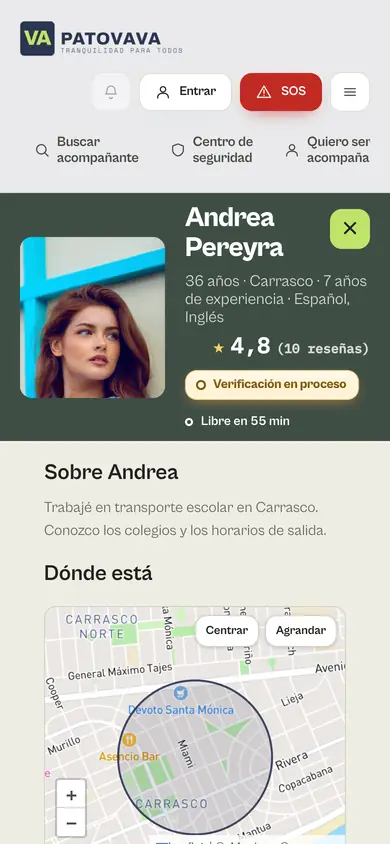 VA PATOVAVA
TRANQUILIDAD PARA TODOS
Entrar
SOS
Buscar
acompañante
Centro de
seguridad
Quiero ser
acompaña
Andrea
Pereyra
36 años · Carrasco · 7 años
de experiencia · Español,
Inglés
★ 4,8 (10 reseñas)
Verificación en proceso
Libre en 55 min
Sobre Andrea
Trabajé en transporte escolar en Carrasco.
Conozco los colegios y los horarios de salida.
Dónde está
CARRASCO
NORTE
Centrar
Agrandar
General Máximo Tajes
Cooper
Devoto Santa Mónica
Lieja
Murillo
Asencio Bar
Miami
Rivera
Copacabana
CARRASCO
+
−